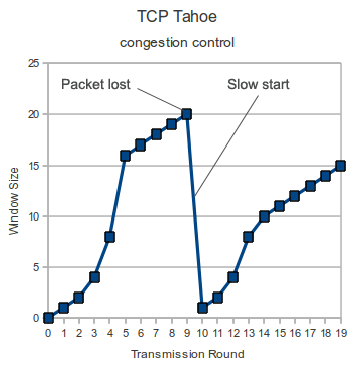 TCP Tahoe
congestion control
25
Packet lost
Slow start
20
15
Window Size
10
5
0
0 1 2 3 4 5 6 7 8 9 10 11 12 13 14 15 16 17 18 19
Transmission Round